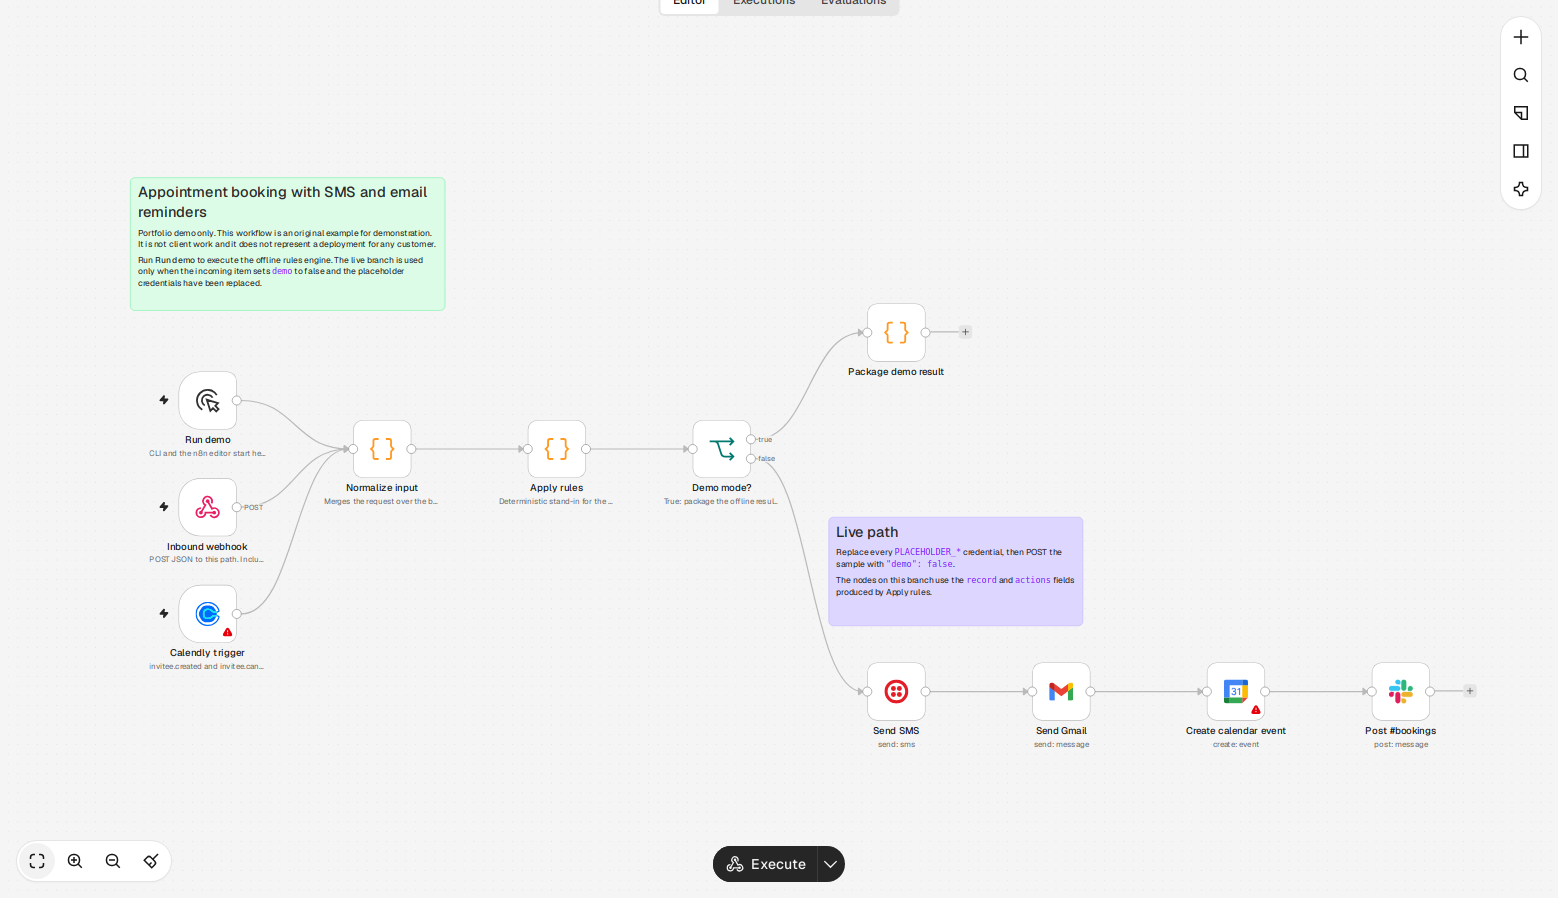 Editor Executions Evaluations
Appointment booking with SMS and email
reminders
Portfolio demo only. This workflow is an original example for demonstration.
It is not client work and it does not represent a deployment for any customer.
Run Run demo to execute the offline rules engine. The live branch is used
only when the incoming item sets demo to false and the placeholder
credentials have been replaced.
Package demo result
Run demo
CLI and the n8n editor start he...
Normalize input
Merges the request over the b...
Apply rules
Deterministic stand-in for the ...
true
false
Demo mode?
True: package the offline resul...
POST
Inbound webhook
POST JSON to this path. Inclu...
Live path
Replace every PLACEHOLDER_* credential, then POST the
sample with "demo": false.
The nodes on this branch use the record and actions fields
produced by Apply rules.
Calendly trigger
invitee.created and invitee.can...
Send SMS
send: sms
Send Gmail
send: message
31
Create calendar event
create: event
Post #bookings
post: message
Execute